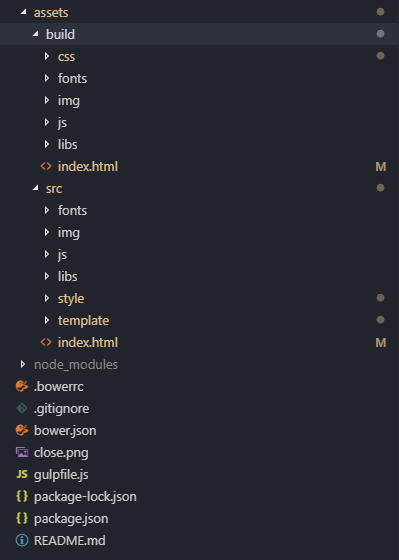 assets
build
css
fonts
img
js
libs
index.html M
src
fonts
img
js
libs
style
template
index.html M
node_modules
.bowerrc
.gitignore
bower.json
close.png
JS gulpfile.js
{} package-lock.json
{} package.json
README.md